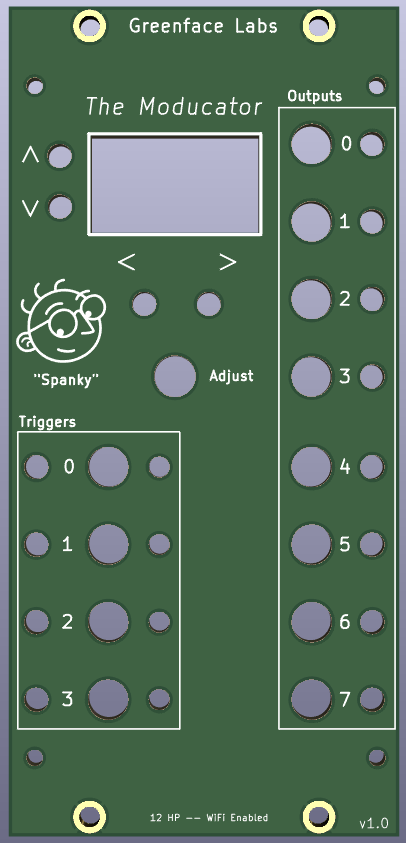 Greenface Labs
The Moducator
Outputs
^
v
< >
"Spanky"
Adjust
Triggers
0
1
2
3
0
1
2
3
4
5
6
7
12 HP -- WiFi Enabled
v1.0